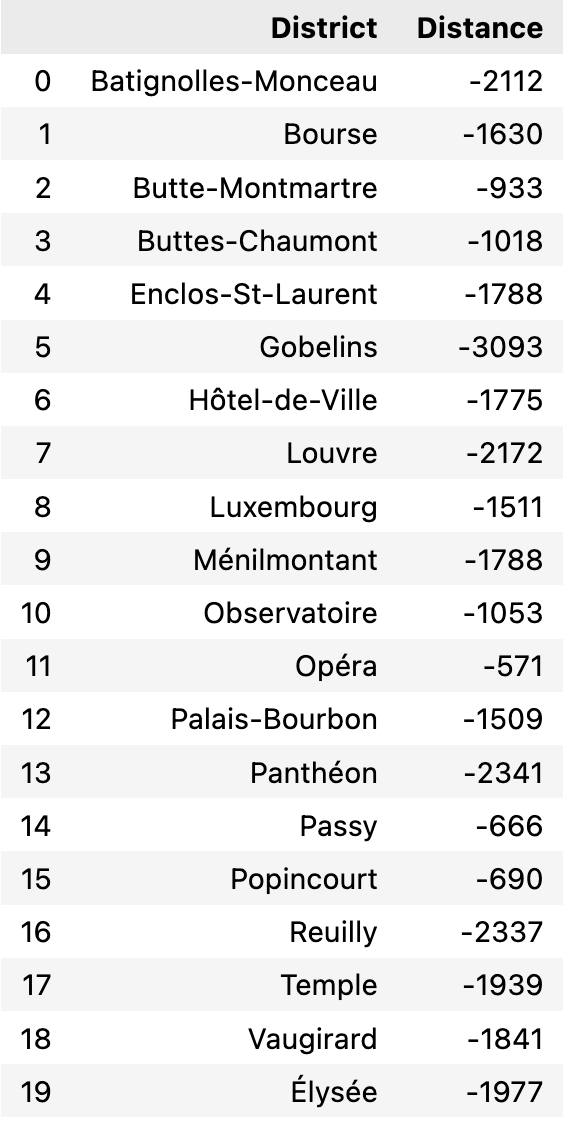 District Distance
0 Batignolles-Monceau -2112
1 Bourse -1630
2 Butte-Montmartre -933
3 Buttes-Chaumont -1018
4 Enclos-St-Laurent -1788
5 Gobelins -3093
6 Hôtel-de-Ville -1775
7 Louvre -2172
8 Luxembourg -1511
9 Ménilmontant -1788
10 Observatoire -1053
11 Opéra -571
12 Palais-Bourbon -1509
13 Panthéon -2341
14 Passy -666
15 Popincourt -690
16 Reuilly -2337
17 Temple -1939
18 Vaugirard -1841
19 Élysée -1977